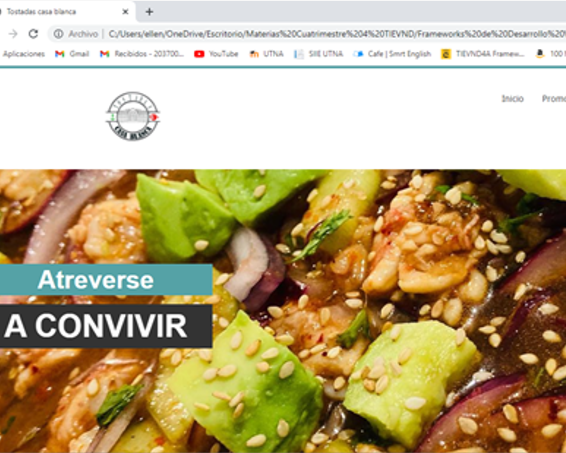 Tostadas casa blanca
Archivo | C:/Users/ellen/OneDrive/Escritorio/Materias%20Cuatrimestre%204%20TIEVND/Frameworks%20de%20Desarrollo%20%
Aplicaciones Gmail Recibidos - 203700... YouTube UTNA SIIE UTNA Cafe | Smrt English TIEVND4A Framew... 100
CASA BLANCA
Inicio Promo
Atreverse
A CONVIVIR